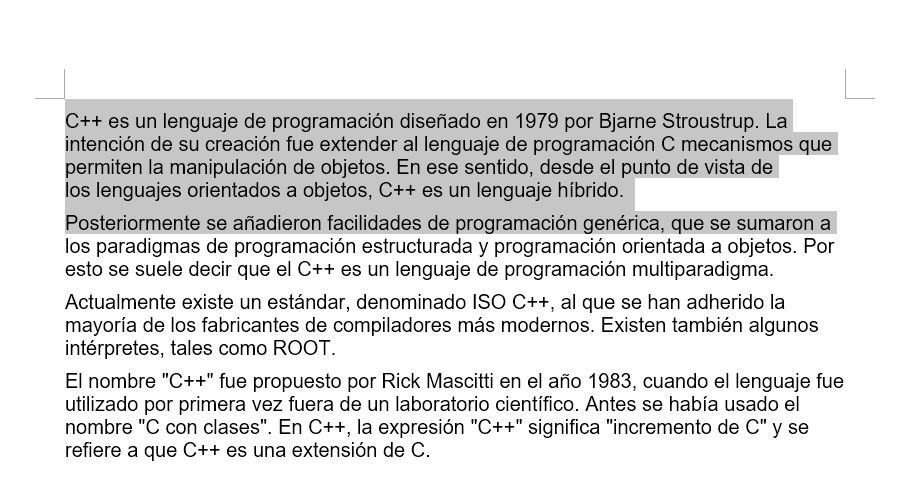 C++ es un lenguaje de programación diseñado en 1979 por Bjarne Stroustrup. La
intención de su creación fue extender al lenguaje de programación C mecanismos que
permiten la manipulación de objetos. En ese sentido, desde el punto de vista de
los lenguajes orientados a objetos, C++ es un lenguaje híbrido.
Posteriormente se añadieron facilidades de programación genérica, que se sumaron a
los paradigmas de programación estructurada y programación orientada a objetos. Por
esto se suele decir que el C++ es un lenguaje de programación multiparadigma.
Actualmente existe un estándar, denominado ISO C++, al que se han adherido la
mayoría de los fabricantes de compiladores más modernos. Existen también algunos
intérpretes, tales como ROOT.
El nombre "C++" fue propuesto por Rick Mascitti en el año 1983, cuando el lenguaje fue
utilizado por primera vez fuera de un laboratorio científico. Antes se había usado el
nombre "C con clases". En C++, la expresión "C++" significa "incremento de C" y se
refiere a que C++ es una extensión de C.